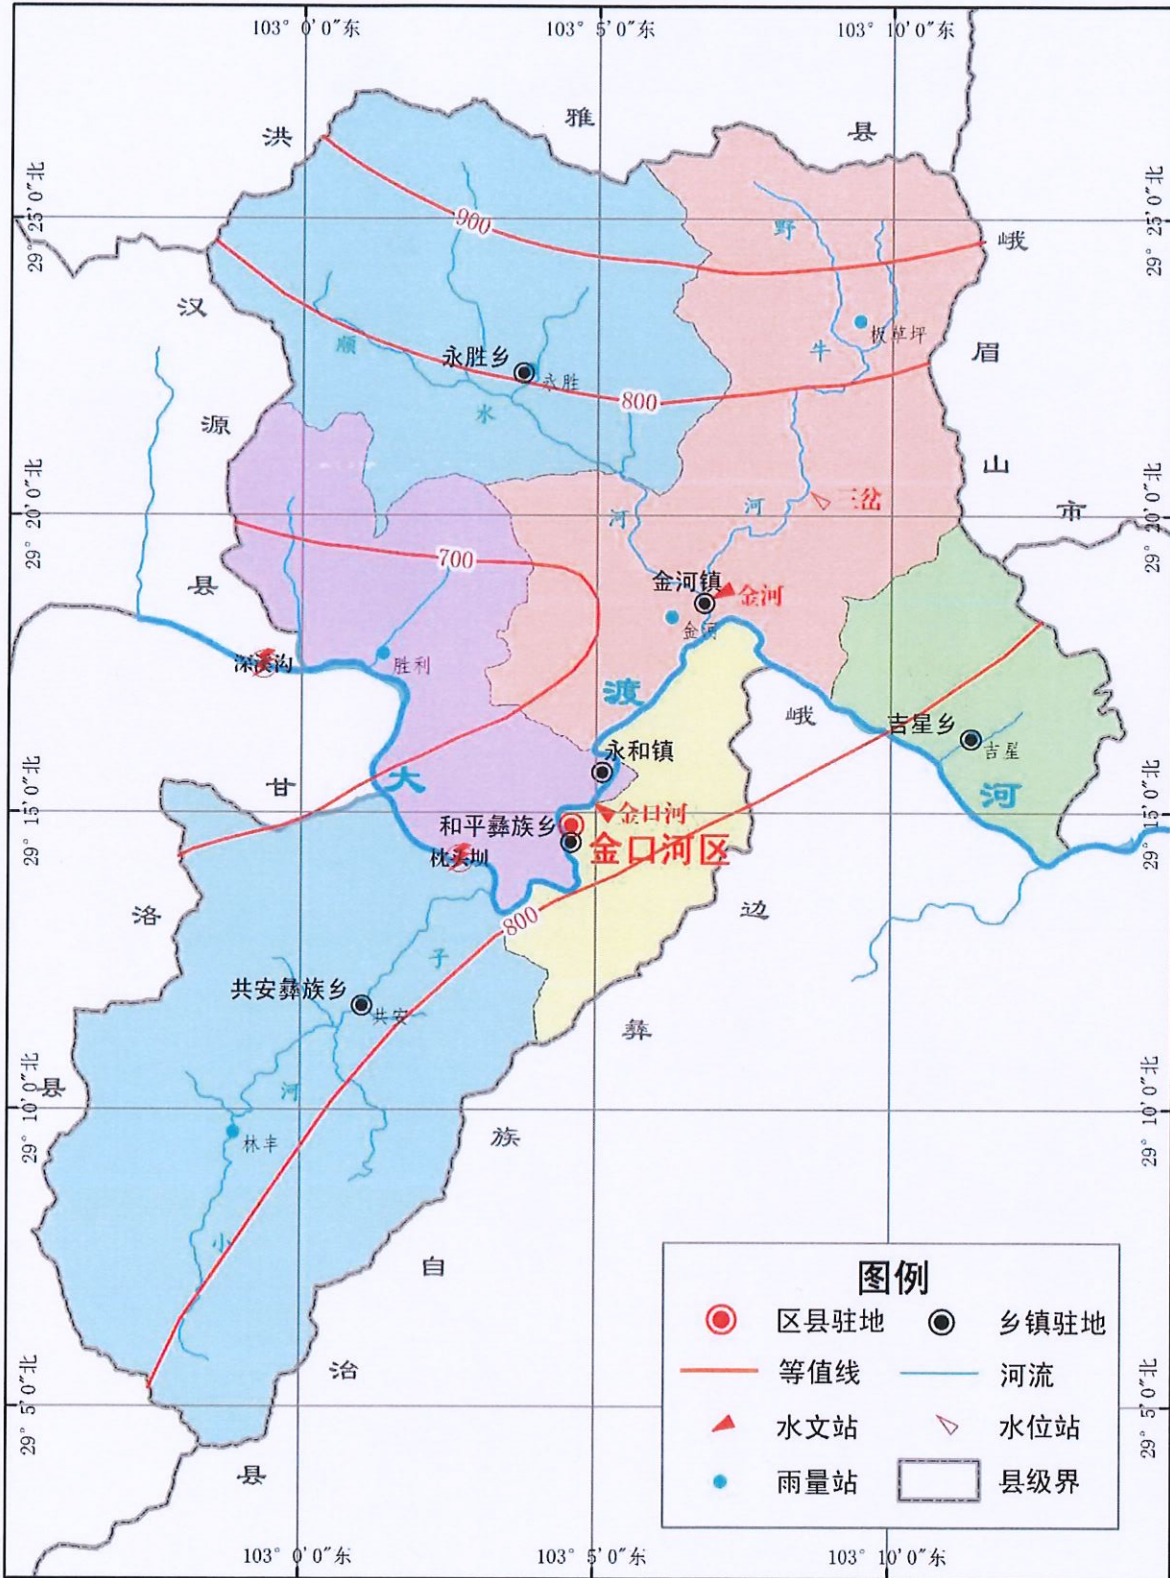 103° 0′ 0″东
103° 5′ 0″东
103° 10′ 0″东
洪
雅
县
29° 25′ 0″北
29° 25′ 0″北
900
野
峨
汉
板草坪
顺
牛
眉
永胜乡
永胜
800
水
源
山
29° 20′ 0″北
29° 20′ 0″北
三岔
河
河
市
700
县
金河镇
金河
金河
深溪沟
胜利
渡
峨
吉星乡
吉星
永和镇
甘
大
河
29° 15′ 0″北
29° 15′ 0″北
金口河
和平彝族乡
金口河区
枕头坝
洛
800
边
子
共安彝族乡
共安
彝
29° 10′ 0″北
29° 10′ 0″北
县
河
林丰
族
小
自
治
29° 5′ 0″北
29° 5′ 0″北
县
图例
区县驻地
乡镇驻地
等值线
河流
水文站
水位站
雨量站
县级界
103° 0′ 0″东
103° 5′ 0″东
103° 10′ 0″东